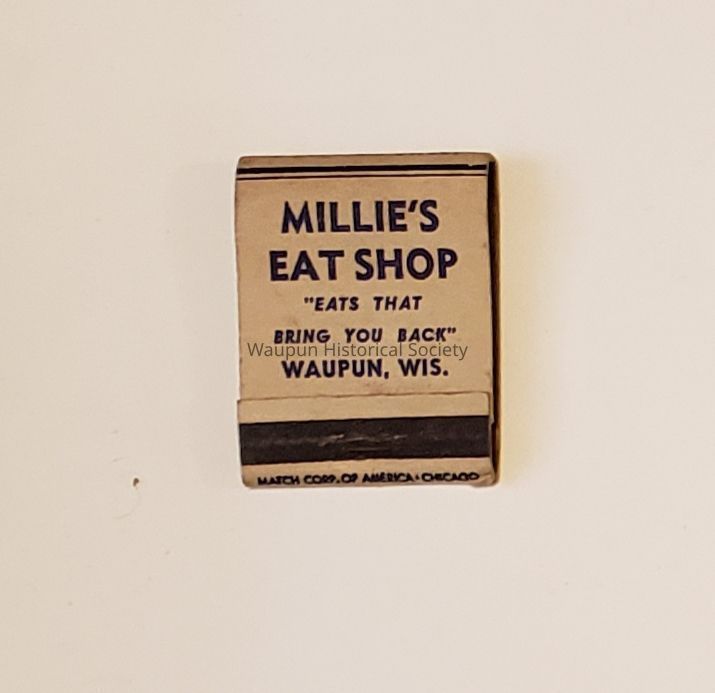 MILLIE'S
EAT SHOP
"EATS THAT
BRING YOU BACK"
Waupun Historical Society
WAUPUN, WIS.
MATCH CORP. OF AMERICA • CHICAGO